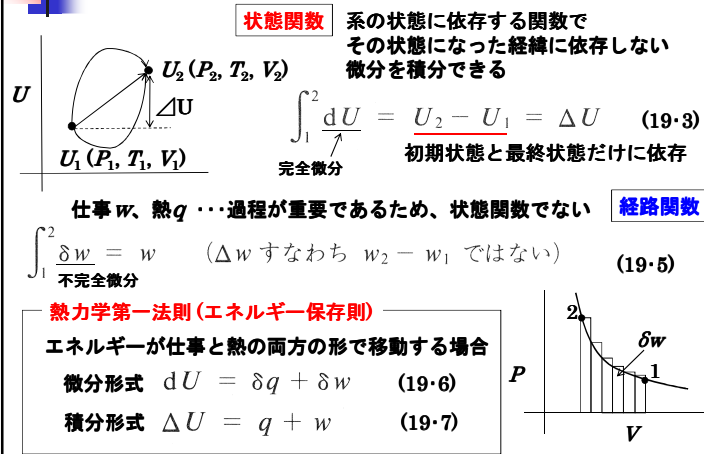 状態関数 系の状態に依存する関数で
その状態になった経緯に依存しない
微分を積分できる
U
U₂(P₂, T₂, V₂)
⊿U
U₁(P₁, T₁, V₁)
∫₁² dU = U₂ − U₁ = ΔU (19・3)
完全微分
初期状態と最終状態だけに依存
仕事w、熱q ・・・過程が重要であるため、状態関数でない 経路関数
∫₁² δw = w (Δw すなわち w₂ − w₁ ではない) (19・5)
不完全微分
熱力学第一法則(エネルギー保存則)
エネルギーが仕事と熱の両方の形で移動する場合
微分形式 dU = δq + δw (19・6)
積分形式 ΔU = q + w (19・7)
2
δw
1
P
V